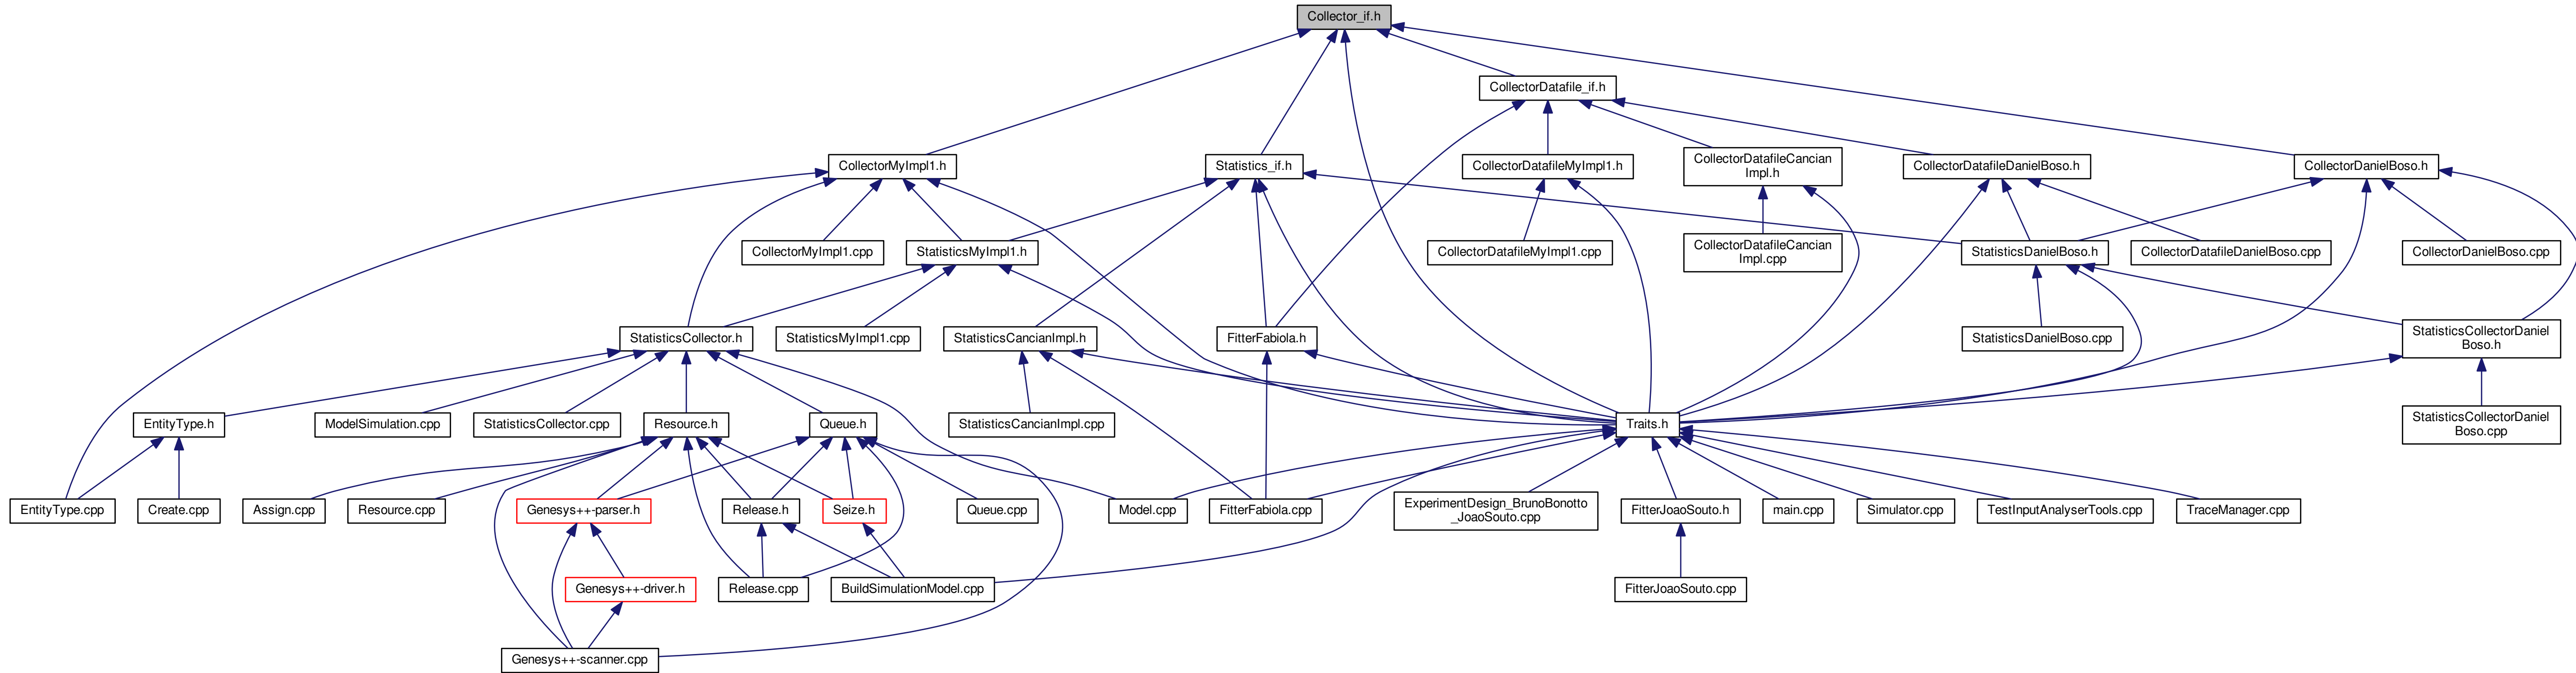 Collector_if.h
CollectorDatafile_if.h
CollectorMyImpl1.h
Statistics_if.h
CollectorDatafileMyImpl1.h
CollectorDatafileCancian
Impl.h
CollectorDatafileDanielBoso.h
CollectorDanielBoso.h
CollectorMyImpl1.cpp
StatisticsMyImpl1.h
CollectorDatafileMyImpl1.cpp
CollectorDatafileCancian
Impl.cpp
StatisticsDanielBoso.h
CollectorDatafileDanielBoso.cpp
CollectorDanielBoso.cpp
StatisticsCollector.h
StatisticsMyImpl1.cpp
StatisticsCancianImpl.h
FitterFabiola.h
StatisticsDanielBoso.cpp
StatisticsCollectorDaniel
Boso.h
EntityType.h
ModelSimulation.cpp
StatisticsCollector.cpp
Resource.h
Queue.h
StatisticsCancianImpl.cpp
Traits.h
StatisticsCollectorDaniel
Boso.cpp
EntityType.cpp
Create.cpp
Assign.cpp
Resource.cpp
Genesys++-parser.h
Release.h
Seize.h
Queue.cpp
Model.cpp
FitterFabiola.cpp
ExperimentDesign_BrunoBonotto
_JoaoSouto.cpp
FitterJoaoSouto.h
main.cpp
Simulator.cpp
TestInputAnalyserTools.cpp
TraceManager.cpp
Genesys++-driver.h
Release.cpp
BuildSimulationModel.cpp
FitterJoaoSouto.cpp
Genesys++-scanner.cpp